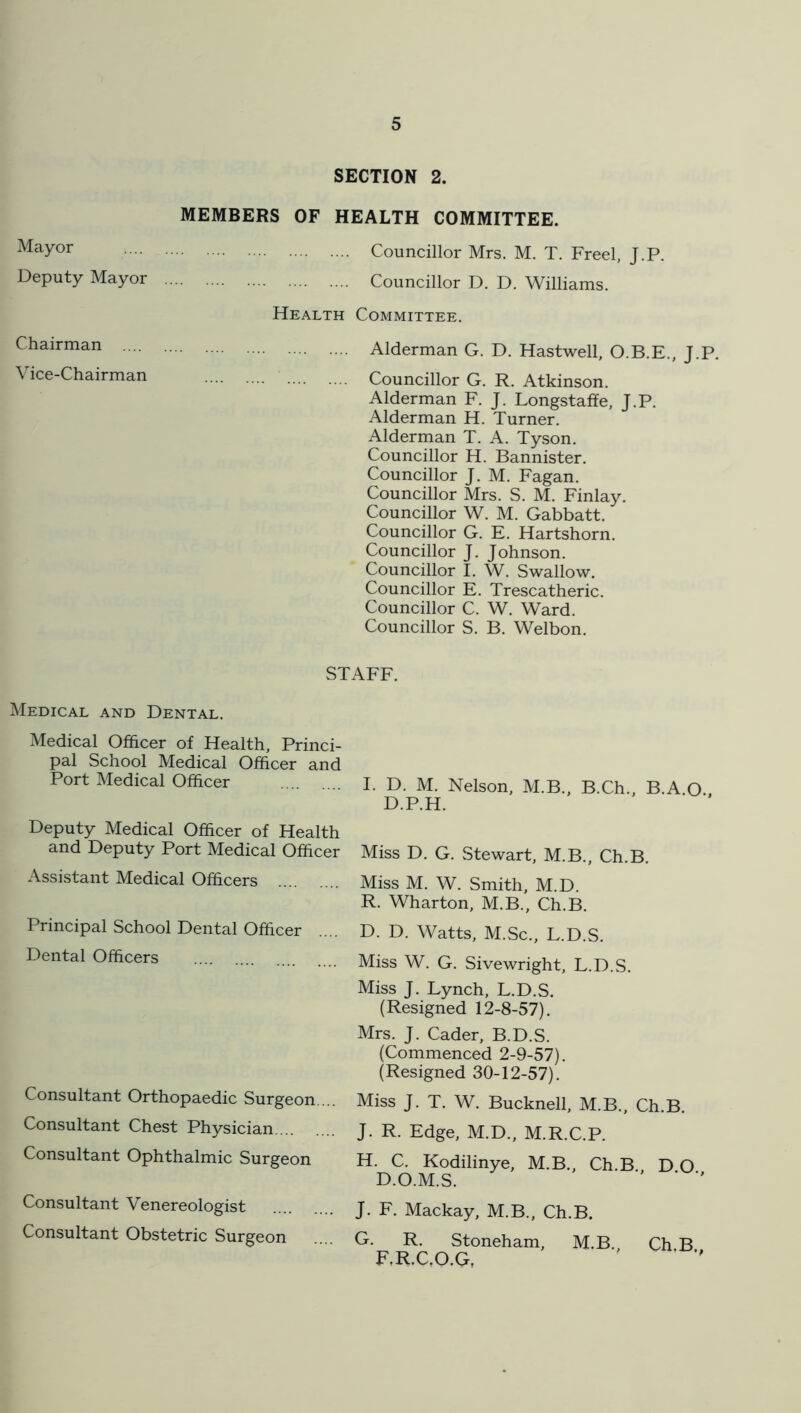 5
SECTION 2.
MEMBERS OF HEALTH COMMITTEE.
Mayor .... .... .... .... .... .... Councillor Mrs. M. T. Freel, J.P.
Deputy Mayor .... .... .... .... .... Councillor D. D. Williams.
HEALTH COMMITTEE.
Chairman .... .... .... .... .... .... Alderman G. D. Hastwell, O.B.E., J.P.
Vice-Chairman .... .... .... .... Councillor G. R. Atkinson.
Alderman F. J. Longstaffe, J.P.
Alderman H. Turner.
Alderman T. A. Tyson.
Councillor H. Bannister.
Councillor J. M. Fagan.
Councillor Mrs. S. M. Finlay.
Councillor W. M. Gabbatt.
Councillor G. E. Hartshorn.
Councillor J. Johnson.
Councillor I. W. Swallow.
Councillor E. Trescatheric.
Councillor C. W. Ward.
Councillor S. B. Welbon.
STAFF.
MEDICAL AND DENTAL.
Medical Officer of Health, Princi-
pal School Medical Officer and
Port Medical Officer .... .... I. D. M. Nelson, M.B., B.Ch., B.A.O.,
D.P.H.
Deputy Medical Officer of Health
and Deputy Port Medical Officer Miss D. G. Stewart, M.B., Ch.B.
Assistant Medical Officers .... .... Miss M. W. Smith, M.D.
R. Wharton, M.B., Ch.B.
Principal School Dental Officer .... D. D. Watts, M.Sc., L.D.S.
Dental Officers .... .... .... .... Miss W. G. Sivewright, L.D.S.
Miss J. Lynch, L.D.S.
(Resigned 12-8-57).
Mrs. J. Cader, B.D.S.
(Commenced 2-9-57).
(Resigned 30-12-57).
Consultant Orthopaedic Surgeon.... Miss J. T. W. Bucknell, M.B., Ch.B.
Consultant Chest Physician.... .... J. R. Edge, M.D., M.R.C.P.
Consultant Ophthalmic Surgeon H. C. Kodilinye, M.B., Ch.B., D.O.,
D.O.M.S.
Consultant Venereologist .... .... J. F. Mackay, M.B., Ch.B.
Consultant Obstetric Surgeon .... G. R. Stoneham, M.B., Ch.B.,
F.R.C.O.G,